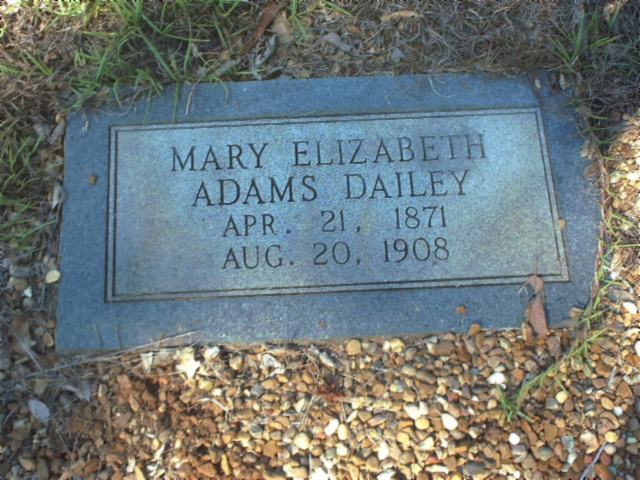 MARY ELIZABETH
ADAMS DAILEY
APR. 21, 1871
AUG. 20, 1908